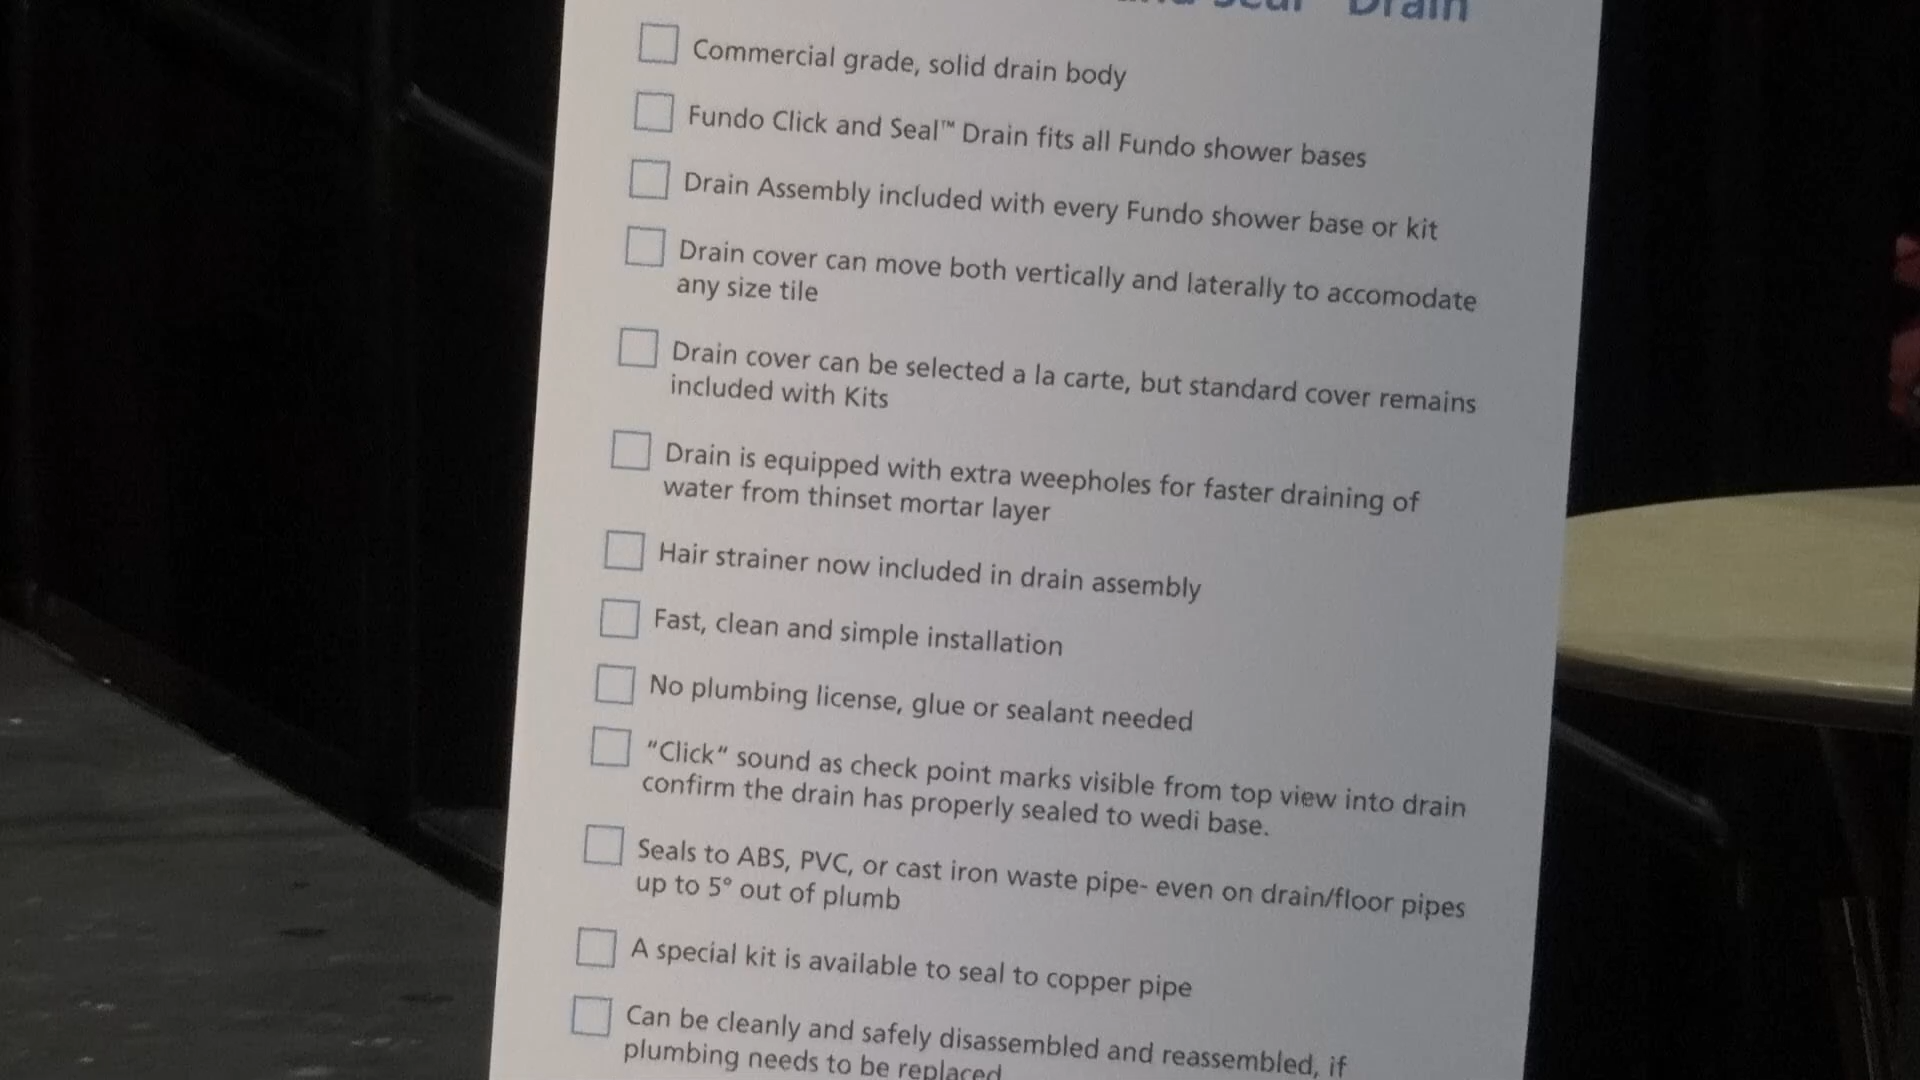 Seal™ Drain
Commercial grade, solid drain body
Fundo Click and Seal™ Drain fits all Fundo shower bases
Drain Assembly included with every Fundo shower base or kit
Drain cover can move both vertically and laterally to accomodate
any size tile
Drain cover can be selected a la carte, but standard cover remains
included with Kits
Drain is equipped with extra weepholes for faster draining of
water from thinset mortar layer
Hair strainer now included in drain assembly
Fast, clean and simple installation
No plumbing license, glue or sealant needed
“Click“ sound as check point marks visible from top view into drain
confirm the drain has properly sealed to wedi base.
Seals to ABS, PVC, or cast iron waste pipe- even on drain/floor pipes
up to 5° out of plumb
A special kit is available to seal to copper pipe
Can be cleanly and safely disassembled and reassembled, if
plumbing needs to be replaced